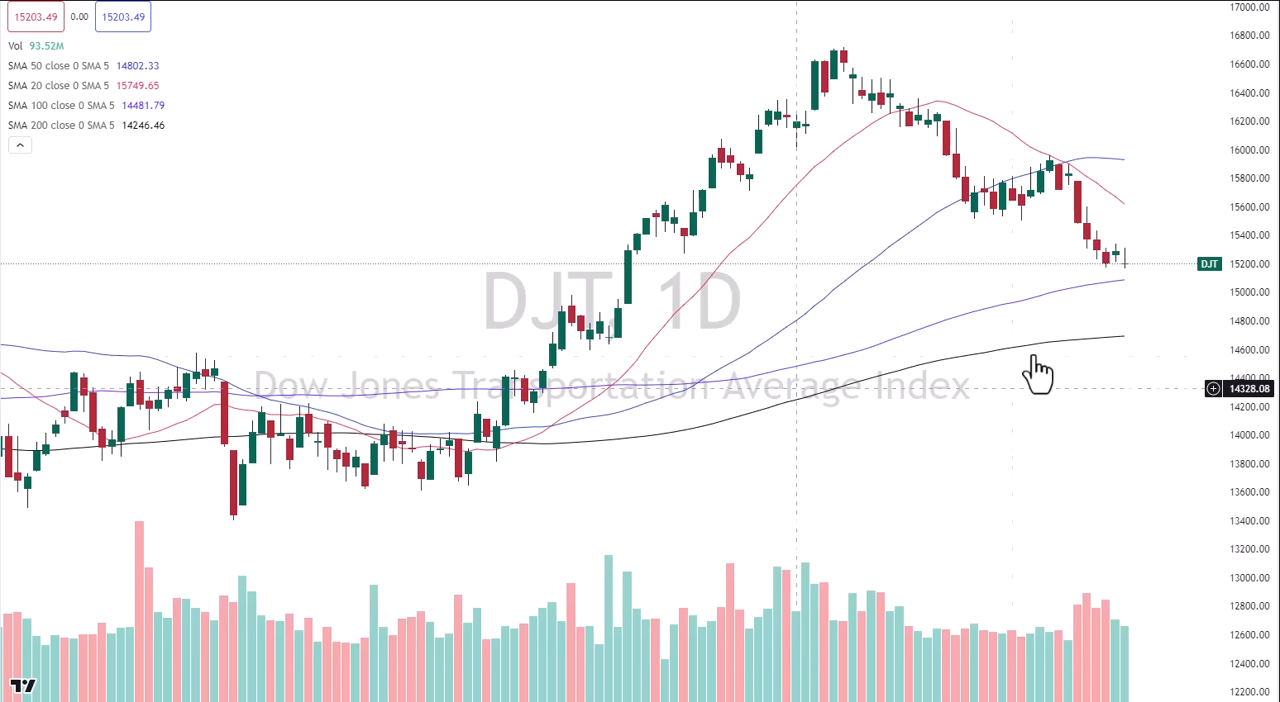 15203.49 0.00 15203.49
Vol 93.52M
SMA 50 close 0 SMA 5 14802.33
SMA 20 close 0 SMA 5 15749.65
SMA 100 close 0 SMA 5 14481.79
SMA 200 close 0 SMA 5 14246.46
DJT, 1D
Dow Jones Transportation Average Index
17000.00
16800.00
16600.00
16400.00
16200.00
16000.00
15800.00
15600.00
15400.00
DJT
15200.00
15000.00
14800.00
14600.00
14400.00
14328.08
14200.00
14000.00
13800.00
13600.00
13400.00
13200.00
13000.00
12800.00
12600.00
12400.00
12200.00